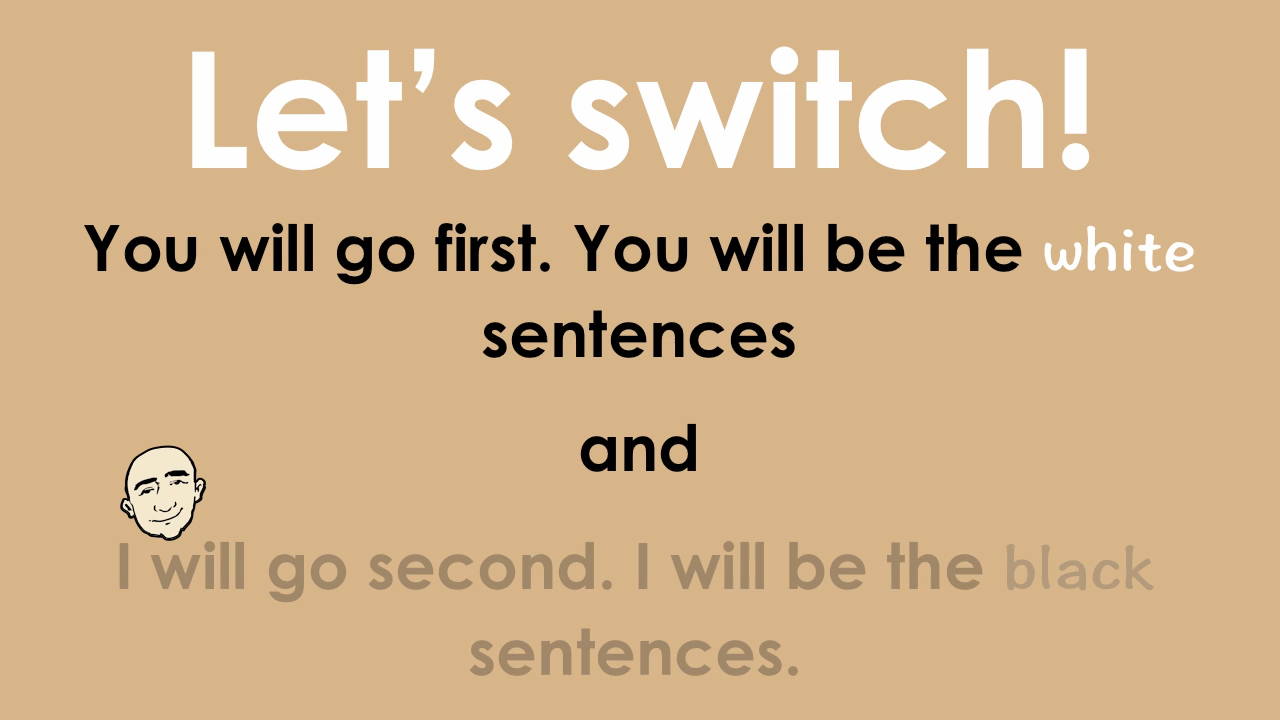 Let's switch!
You will go first. You will be the white
sentences
and
I will go second. I will be the black
sentences.